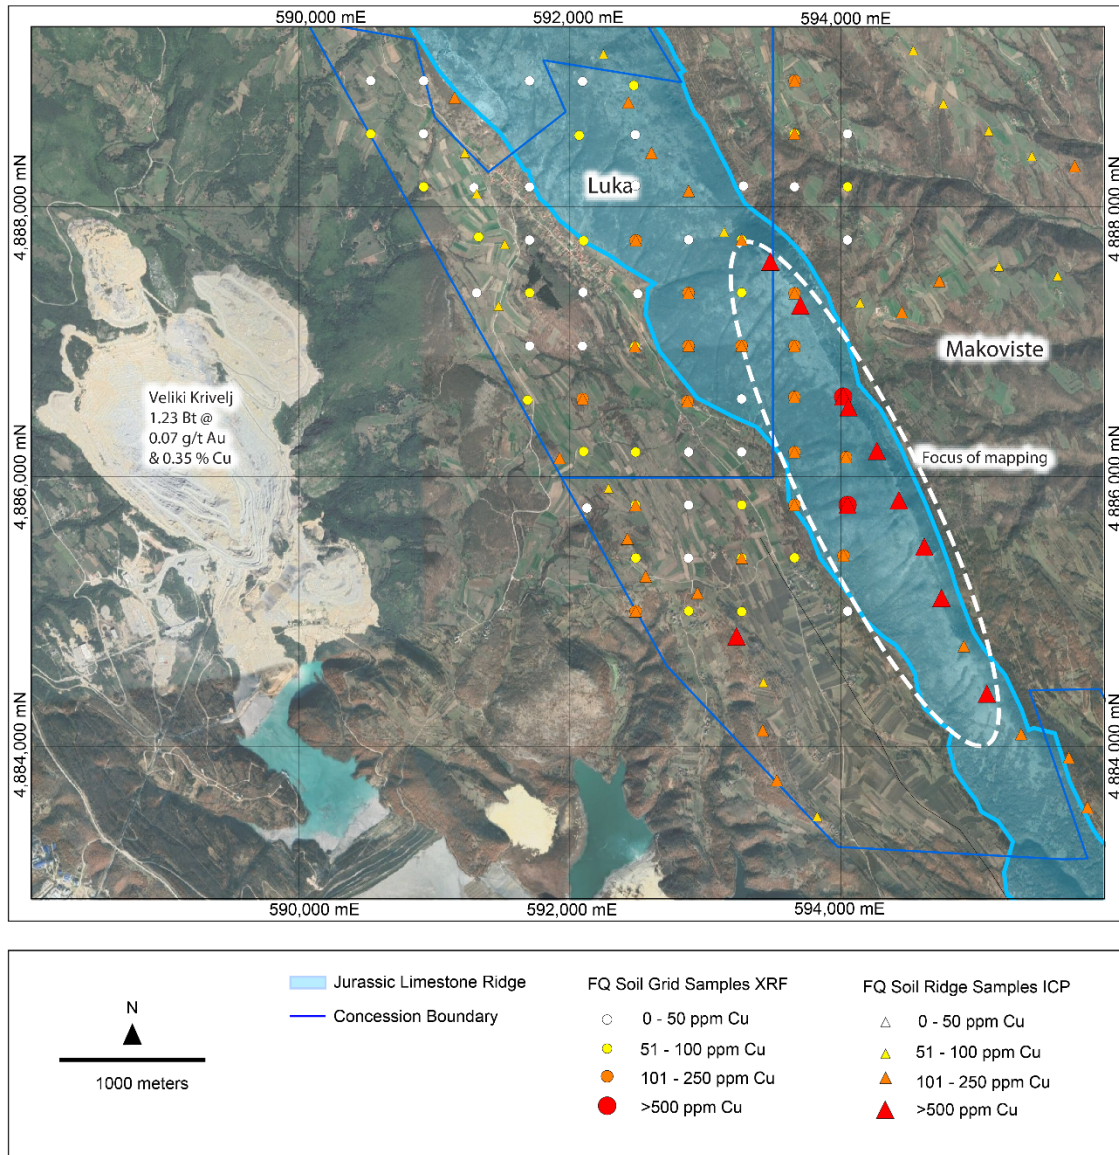 590,000 mE
592,000 mE
594,000 mE
4,888,000 mN
4,888,000 mN
Luka
Makoviste
Veliki Krivelj
1.23 Bt @
0.07 g/t Au
& 0.35 % Cu
Focus of mapping
4,886,000 mN
4,886,000 mN
4,884,000 mN
4,884,000 mN
590,000 mE
592,000 mE
594,000 mE
N
1000 meters
Jurassic Limestone Ridge
Concession Boundary
FQ Soil Grid Samples XRF
0 - 50 ppm Cu
51 - 100 ppm Cu
101 - 250 ppm Cu
>500 ppm Cu
FQ Soil Ridge Samples ICP
0 - 50 ppm Cu
51 - 100 ppm Cu
101 - 250 ppm Cu
>500 ppm Cu